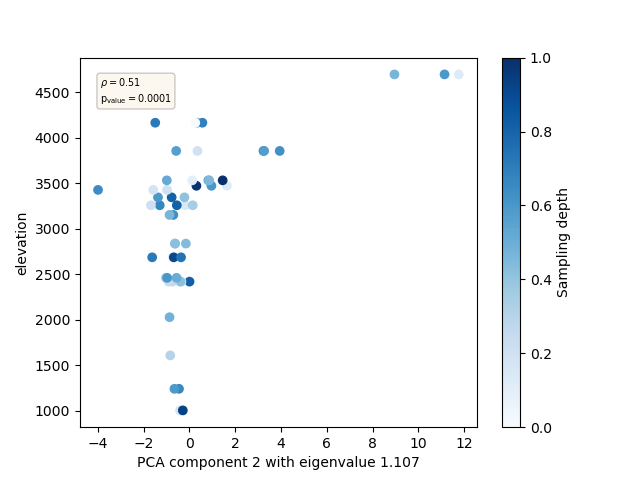 ρ = 0.51
p_value = 0.0001
4500
4000
3500
3000
2500
2000
1500
1000
elevation
−4 −2 0 2 4 6 8 10 12
PCA component 2 with eigenvalue 1.107
1.0
0.8
0.6
0.4
0.2
0.0
Sampling depth